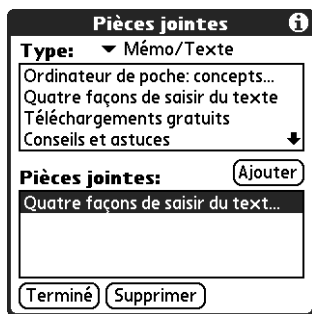 Pièces jointes
Type: Mémo/Texte
Ordinateur de poche: concepts...
Quatre façons de saisir du texte
Téléchargements gratuits
Conseils et astuces
Pièces jointes: Ajouter
Quatre façons de saisir du text...
Terminé Supprimer